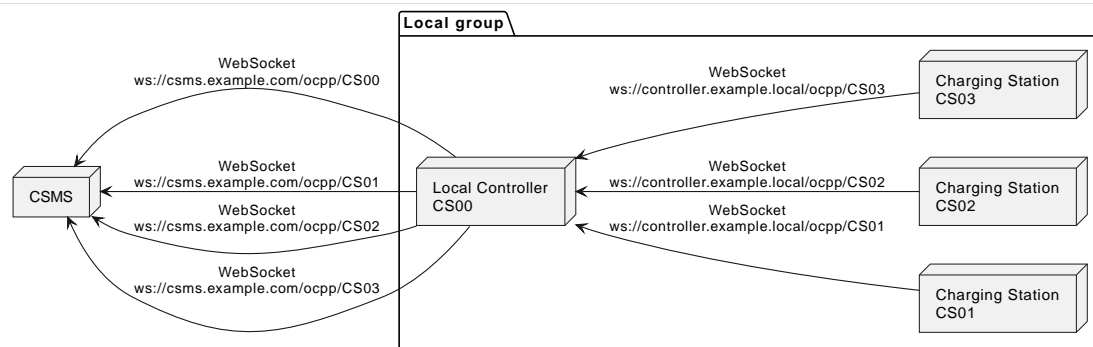 Local group
WebSocket
ws://csms.example.com/ocpp/CS00
WebSocket
ws://controller.example.local/ocpp/CS03
Charging Station
CS03
CSMS
WebSocket
ws://csms.example.com/ocpp/CS01
Local Controller
CS00
WebSocket
ws://controller.example.local/ocpp/CS02
Charging Station
CS02
WebSocket
ws://csms.example.com/ocpp/CS02
WebSocket
ws://controller.example.local/ocpp/CS01
WebSocket
ws://csms.example.com/ocpp/CS03
Charging Station
CS01